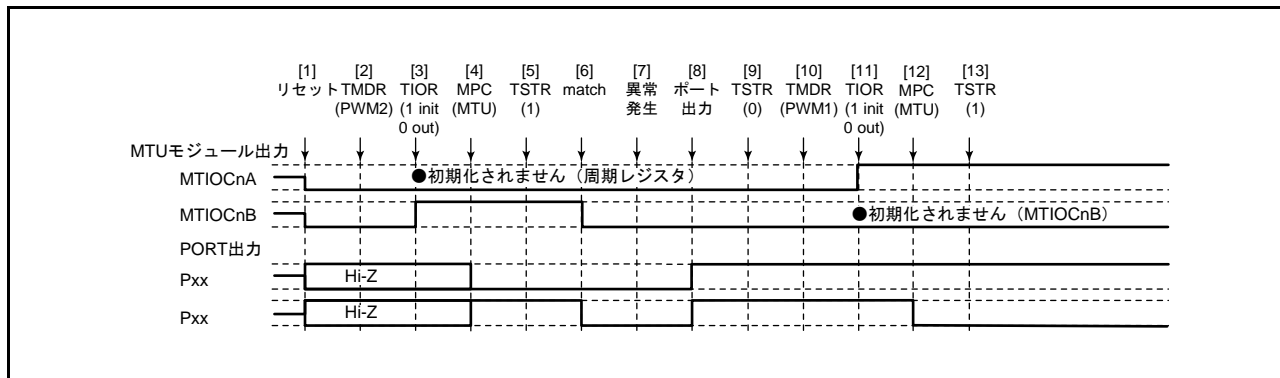 [1] [2] [3] [4] [5] [6] [7] [8] [9] [10] [11] [12] [13]
リセット TMDR TIOR MPC TSTR match 異常 ポート TSTR TMDR TIOR MPC TSTR
(PWM2) (1 init (MTU) (1) 発生 出力 (0) (PWM1) (1 init (MTU) (1)
0 out) 0 out)
MTUモジュール出力
MTIOCnA ●初期化されません（周期レジスタ）
MTIOCnB ●初期化されません（MTIOCnB）
PORT出力
Pxx Hi-Z
Pxx Hi-Z